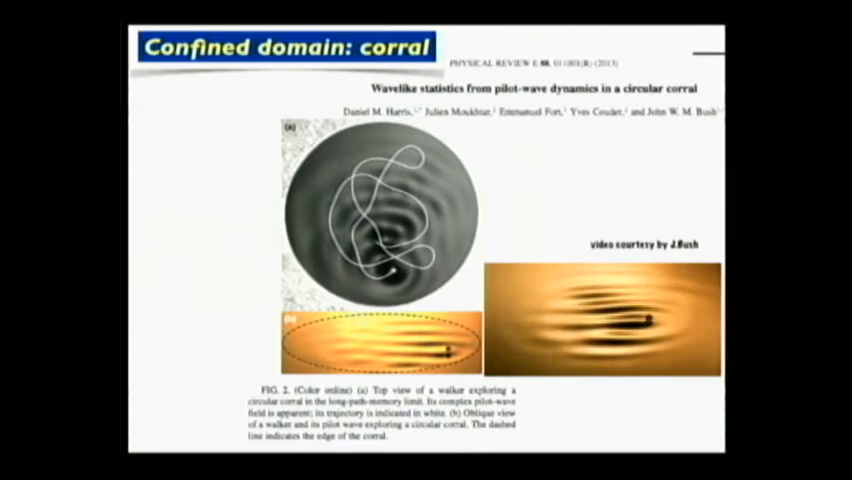 Confined domain: corral
PHYSICAL REVIEW E 88, 011001(R) (2013)
Wavelike statistics from pilot-wave dynamics in a circular corral
Daniel M. Harris, Julien Moukhtar, Emmanuel Fort, Yves Couder, and John W. M. Bush
(a)
video courtesy by J.Bush
(b)
FIG. 2. (Color online) (a) Top view of a walker exploring a
circular corral in the long-path-memory limit. Its complex pilot-wave
field is apparent; its trajectory is indicated in white. (b) Oblique view
of a walker and its pilot wave exploring a circular corral. The dashed
line indicates the edge of the corral.